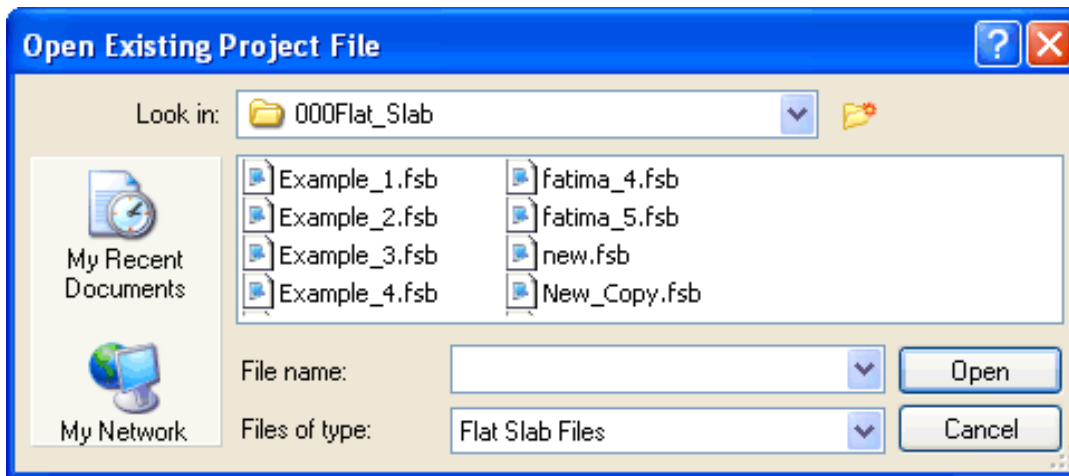 Open Existing Project File
Look in: 000Flat_Slab
My Recent
Documents
My Network
Example_1.fsb
Example_2.fsb
Example_3.fsb
Example_4.fsb
fatima_4.fsb
fatima_5.fsb
new.fsb
New_Copy.fsb
File name: Open
Files of type: Flat Slab Files Cancel